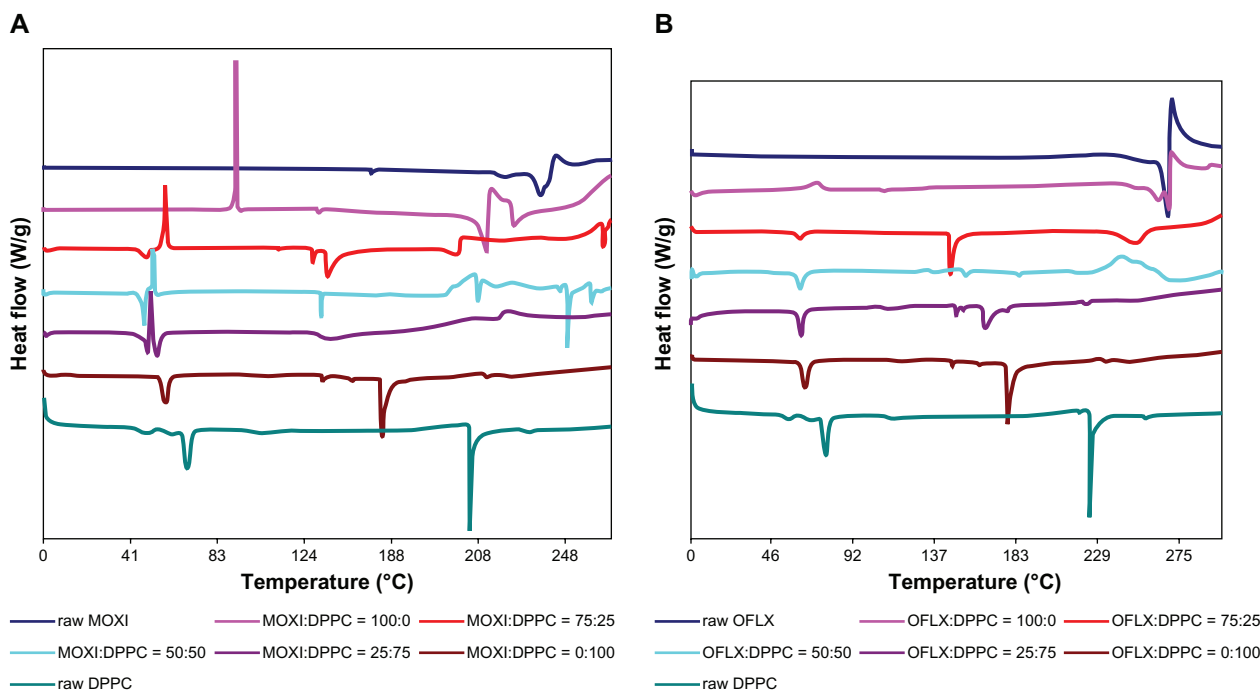 A
Heat flow (W/g)
0 41 83 124 188 208 248
Temperature (°C)
raw MOXI MOXI:DPPC = 100:0 MOXI:DPPC = 75:25
MOXI:DPPC = 50:50 MOXI:DPPC = 25:75 MOXI:DPPC = 0:100
raw DPPC
B
Heat flow (W/g)
0 46 92 137 183 229 275
Temperature (°C)
raw OFLX OFLX:DPPC = 100:0 OFLX:DPPC = 75:25
OFLX:DPPC = 50:50 OFLX:DPPC = 25:75 OFLX:DPPC = 0:100
raw DPPC